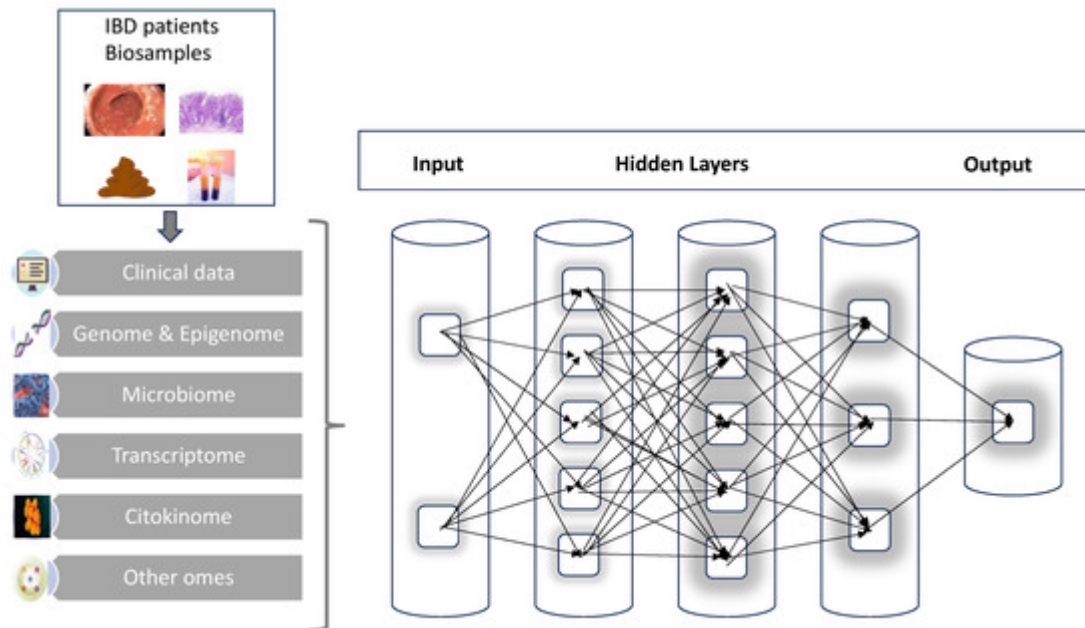 IBD patients
Biosamples
Clinical data
Genome & Epigenome
Microbiome
Transcriptome
Citokinome
Other omes
Input
Hidden Layers
Output